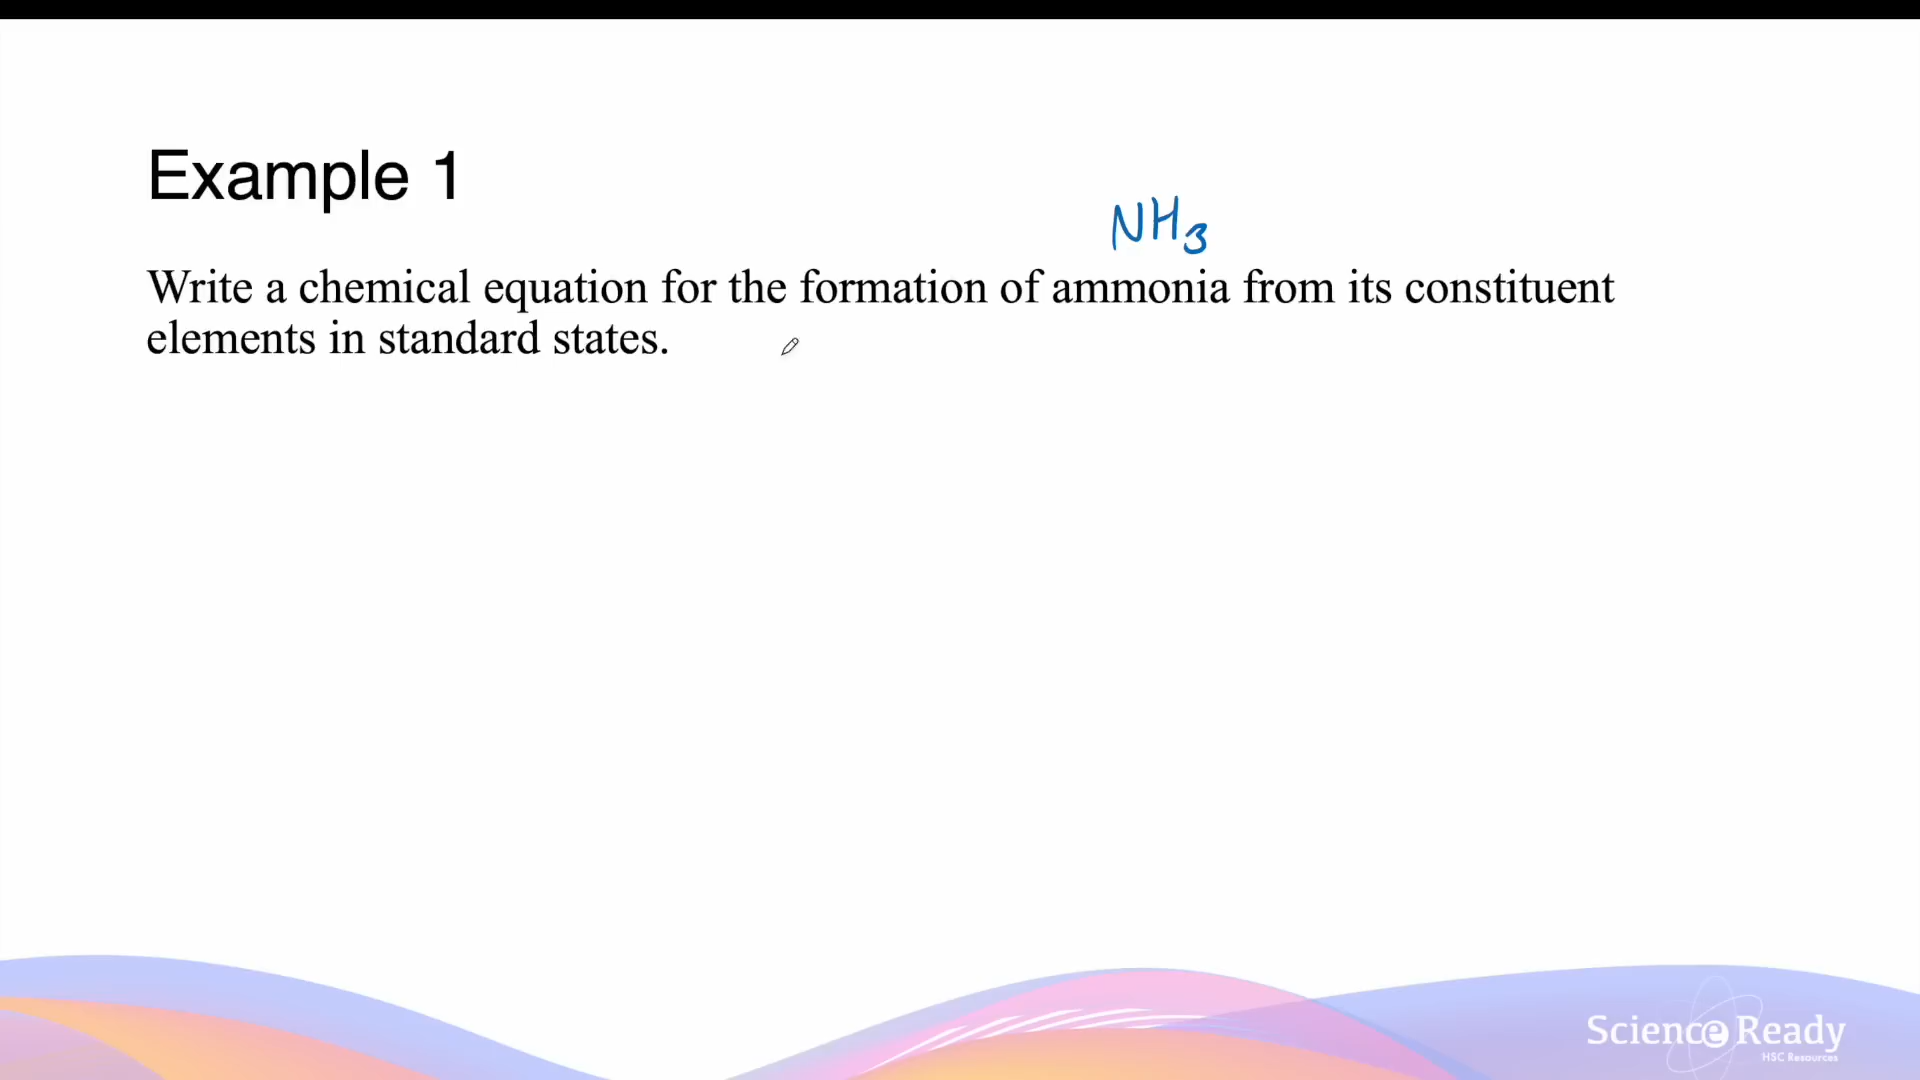 Example 1
NH₃
Write a chemical equation for the formation of ammonia from its constituent
elements in standard states.
Science Ready
HSC Resources